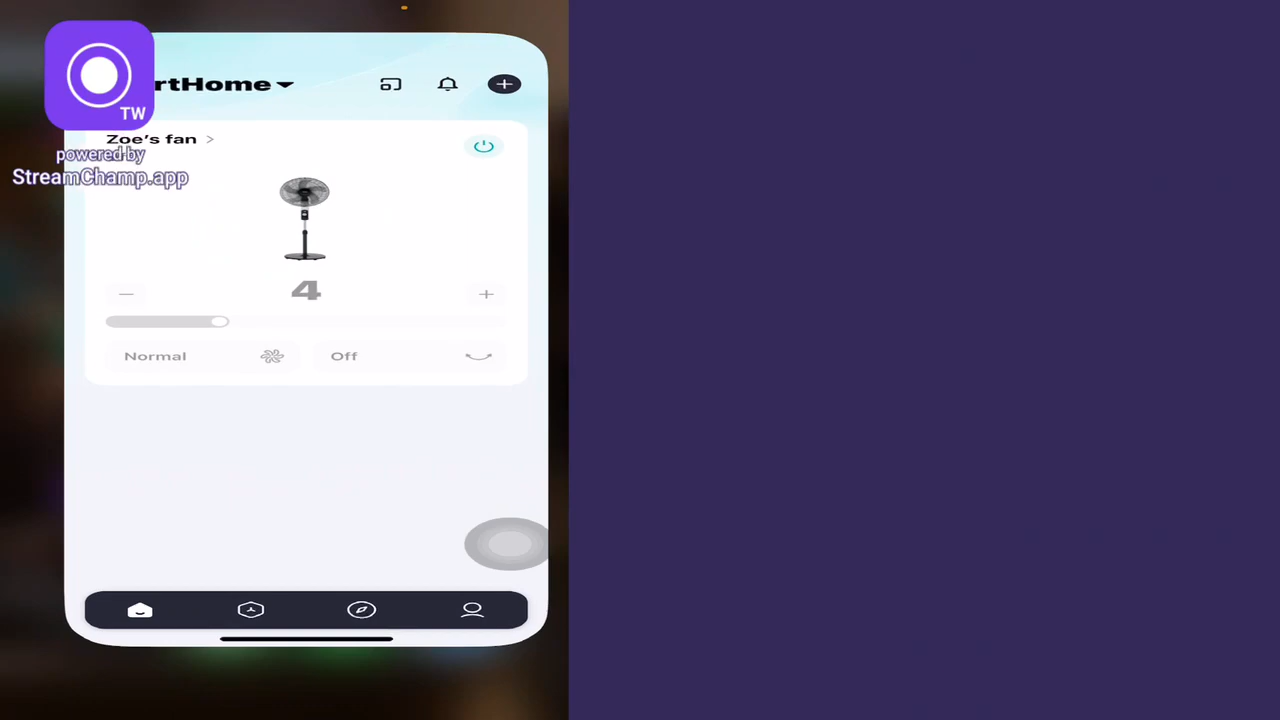 rtHome
TW
Zoe's fan >
powered by
StreamChamp.app
4
Normal
Off